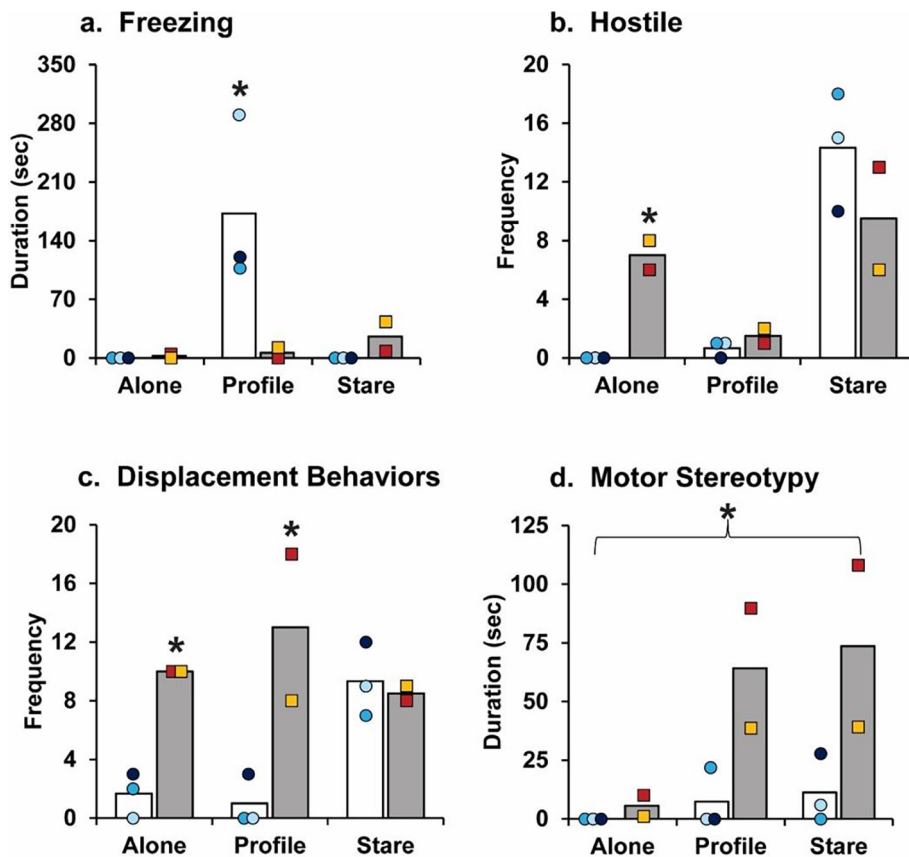 a. Freezing
350
280
210
140
70
0
Duration (sec)
*
Alone Profile Stare
b. Hostile
20
16
12
8
4
0
Frequency
*
Alone Profile Stare
c. Displacement Behaviors
20
16
12
8
4
0
Frequency
*
*
Alone Profile Stare
d. Motor Stereotypy
125
100
75
50
25
0
Duration (sec)
*
Alone Profile Stare